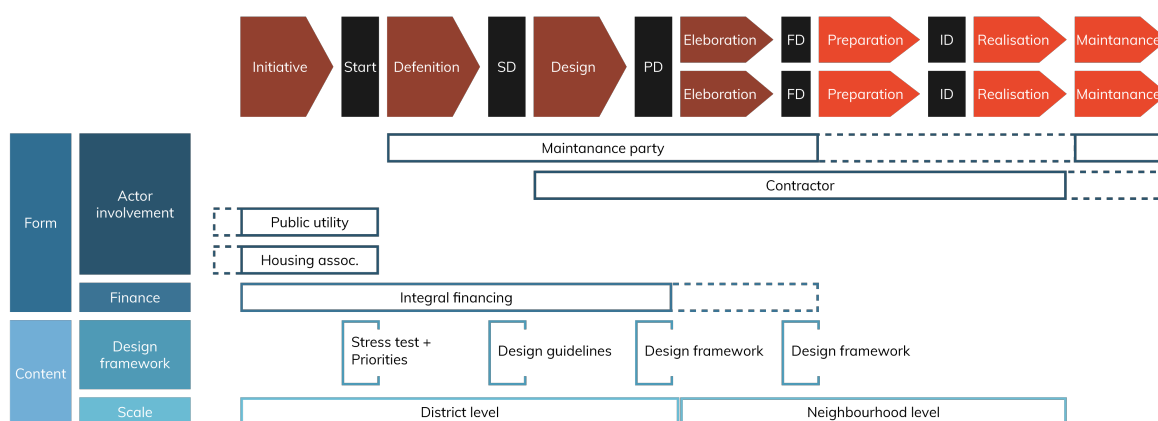 Initiative
Start
Defenition
SD
Design
PD
Eleboration
FD
Preparation
ID
Realisation
Maintanance
Eleboration
FD
Preparation
ID
Realisation
Maintanance
Form
Actor
involvement
Maintanance party
Contractor
Public utility
Housing assoc.
Finance
Integral financing
Content
Design
framework
Stress test +
Priorities
Design guidelines
Design framework
Design framework
Scale
District level
Neighbourhood level